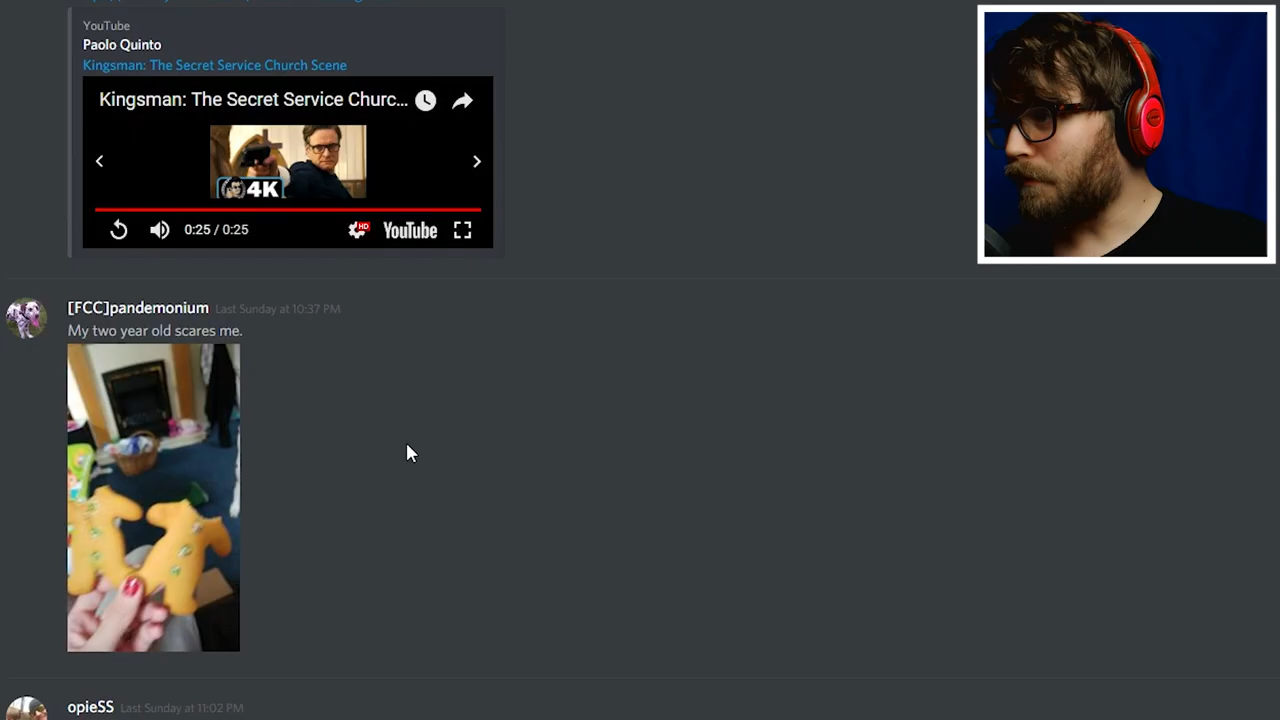 YouTube
Paolo Quinto
Kingsman: The Secret Service Church Scene
Kingsman: The Secret Service Churc...
4K
0:25 / 0:25
HD
YouTube
[FCC]pandemonium Last Sunday at 10:37 PM
My two year old scares me.
opieSS Last Sunday at 11:02 PM